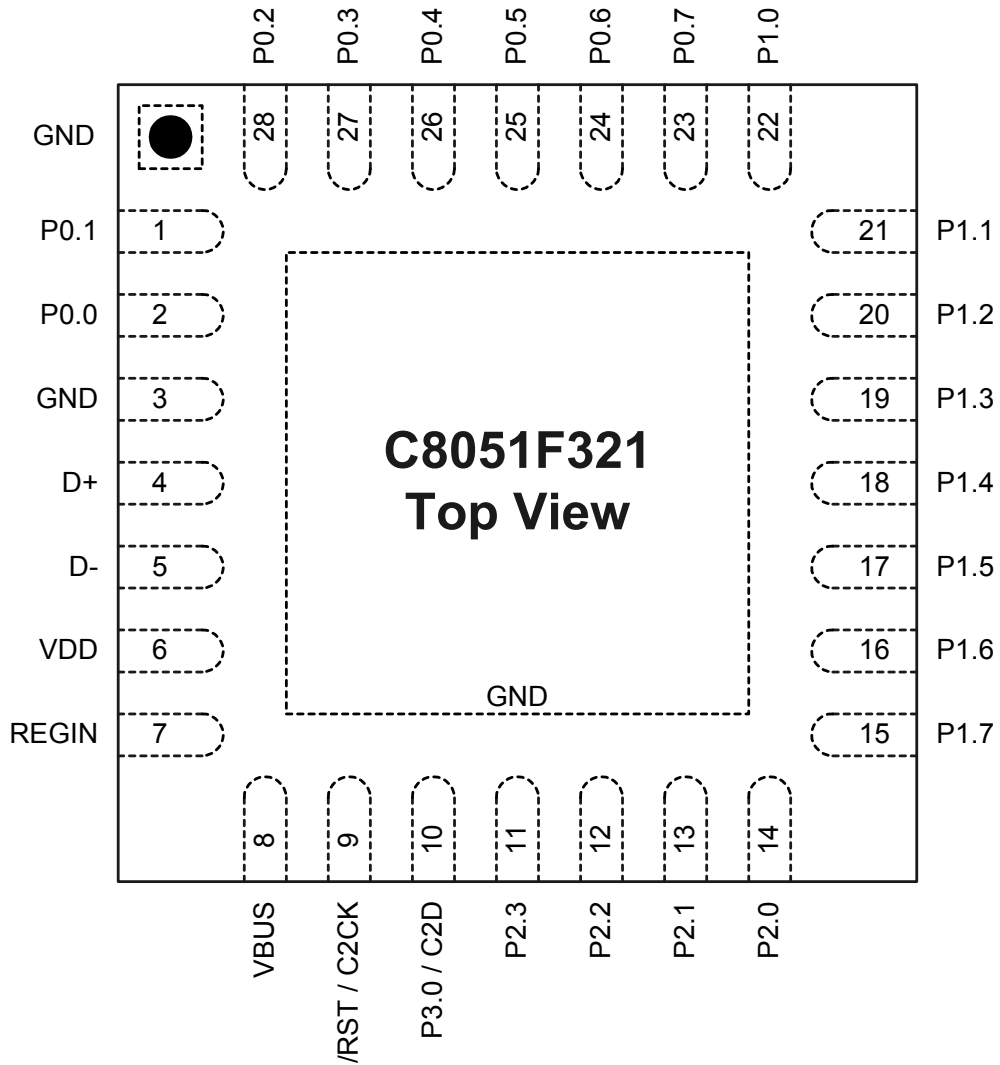 P0.2
P0.3
P0.4
P0.5
P0.6
P0.7
P1.0
28
27
26
25
24
23
22
GND
P0.1
1
P0.0
2
GND
3
D+
4
D-
5
VDD
6
REGIN
7
C8051F321
Top View
GND
21
P1.1
20
P1.2
19
P1.3
18
P1.4
17
P1.5
16
P1.6
15
P1.7
8
9
10
11
12
13
14
VBUS
/RST / C2CK
P3.0 / C2D
P2.3
P2.2
P2.1
P2.0